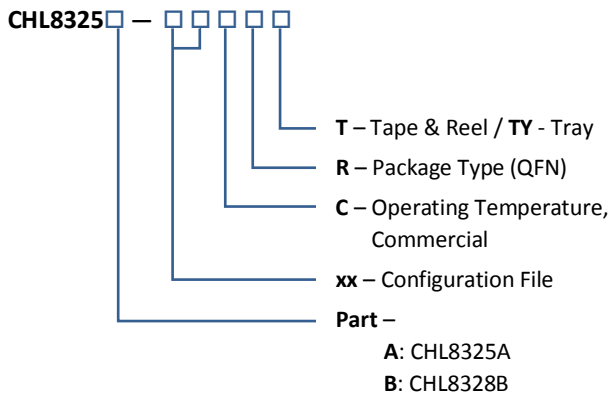 CHL8325□ — □ □ □ □ □
T – Tape & Reel / TY - Tray
R – Package Type (QFN)
C – Operating Temperature,
Commercial
xx – Configuration File
Part –
A: CHL8325A
B: CHL8328B